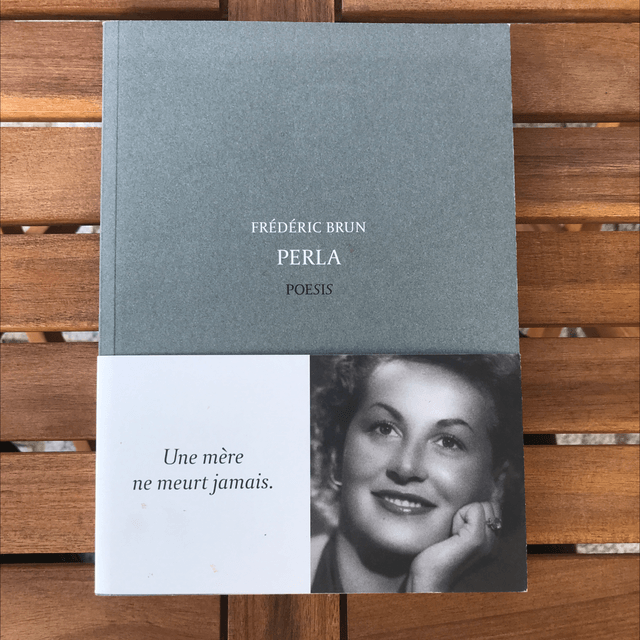 FRÉDÉRIC BRUN
PERLA
POESIS
Une mère
ne meurt jamais.